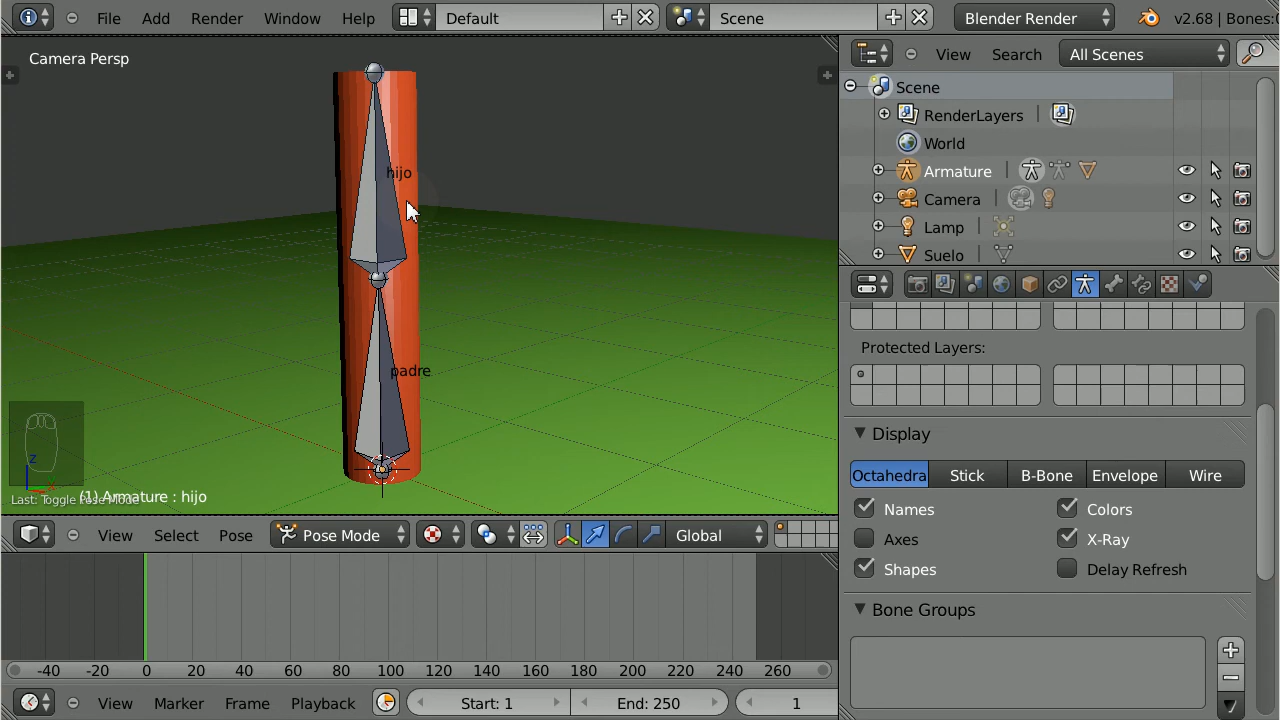 File Add Render Window Help Default Scene Blender Render v2.68 | Bones:0
Camera Persp
View Search All Scenes
Scene
RenderLayers
World
Armature
Camera
Lamp
Suelo
hijo
padre
z
x
Last: Toggle Pose Mode
(1) Armature : hijo
View Select Pose Pose Mode Global
Protected Layers:
Display
Octahedra Stick B-Bone Envelope Wire
Names Colors
Axes X-Ray
Shapes Delay Refresh
Bone Groups
-40 -20 0 20 40 60 80 100 120 140 160 180 200 220 240 260
View Marker Frame Playback Start: 1 End: 250 1